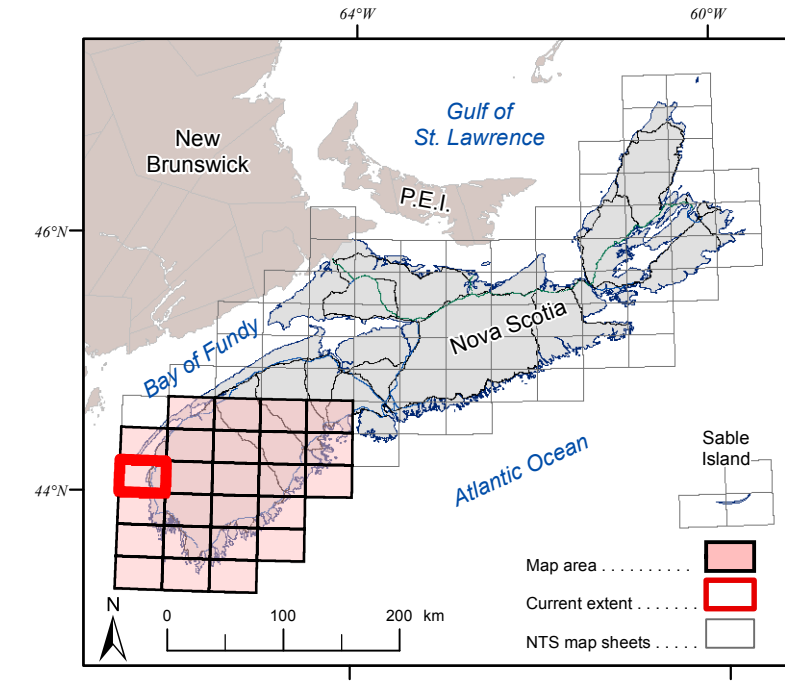 64°W
60°W
Gulf of
St. Lawrence
New
Brunswick
P.E.I.
46°N
Nova Scotia
Bay of Fundy
Sable
Island
Atlantic Ocean
44°N
Map area . . . . . . . . . .
Current extent . . . . . . .
NTS map sheets . . . . .
N
0 100 200 km